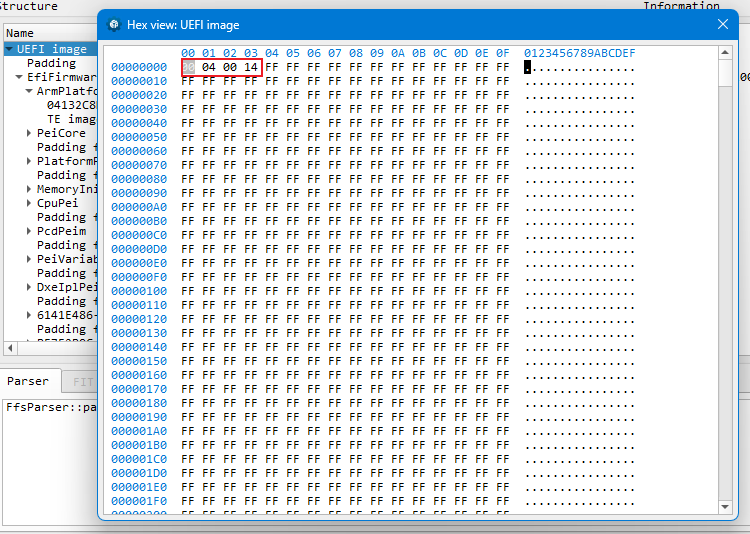 Structure
Information
Name
UEFI image
Padding
EfiFirmwar
ArmPlatfo
04132C8
TE imag
PeiCore
Padding f
PlatformP
Padding f
MemoryIni
CpuPei
Padding f
PcdPeim
Padding f
PeiVariab
Padding f
DxeIplPei
Padding f
6141E486-
Padding f
Parser FIT
FfsParser::pa
Hex view: UEFI image
00 01 02 03 04 05 06 07 08 09 0A 0B 0C 0D 0E 0F 0123456789ABCDEF
00000000 00 04 00 14 FF FF FF FF FF FF FF FF FF FF FF FF ................
00000010 FF FF FF FF FF FF FF FF FF FF FF FF FF FF FF FF ................
00000020 FF FF FF FF FF FF FF FF FF FF FF FF FF FF FF FF ................
00000030 FF FF FF FF FF FF FF FF FF FF FF FF FF FF FF FF ................
00000040 FF FF FF FF FF FF FF FF FF FF FF FF FF FF FF FF ................
00000050 FF FF FF FF FF FF FF FF FF FF FF FF FF FF FF FF ................
00000060 FF FF FF FF FF FF FF FF FF FF FF FF FF FF FF FF ................
00000070 FF FF FF FF FF FF FF FF FF FF FF FF FF FF FF FF ................
00000080 FF FF FF FF FF FF FF FF FF FF FF FF FF FF FF FF ................
00000090 FF FF FF FF FF FF FF FF FF FF FF FF FF FF FF FF ................
000000A0 FF FF FF FF FF FF FF FF FF FF FF FF FF FF FF FF ................
000000B0 FF FF FF FF FF FF FF FF FF FF FF FF FF FF FF FF ................
000000C0 FF FF FF FF FF FF FF FF FF FF FF FF FF FF FF FF ................
000000D0 FF FF FF FF FF FF FF FF FF FF FF FF FF FF FF FF ................
000000E0 FF FF FF FF FF FF FF FF FF FF FF FF FF FF FF FF ................
000000F0 FF FF FF FF FF FF FF FF FF FF FF FF FF FF FF FF ................
00000100 FF FF FF FF FF FF FF FF FF FF FF FF FF FF FF FF ................
00000110 FF FF FF FF FF FF FF FF FF FF FF FF FF FF FF FF ................
00000120 FF FF FF FF FF FF FF FF FF FF FF FF FF FF FF FF ................
00000130 FF FF FF FF FF FF FF FF FF FF FF FF FF FF FF FF ................
00000140 FF FF FF FF FF FF FF FF FF FF FF FF FF FF FF FF ................
00000150 FF FF FF FF FF FF FF FF FF FF FF FF FF FF FF FF ................
00000160 FF FF FF FF FF FF FF FF FF FF FF FF FF FF FF FF ................
00000170 FF FF FF FF FF FF FF FF FF FF FF FF FF FF FF FF ................
00000180 FF FF FF FF FF FF FF FF FF FF FF FF FF FF FF FF ................
00000190 FF FF FF FF FF FF FF FF FF FF FF FF FF FF FF FF ................
000001A0 FF FF FF FF FF FF FF FF FF FF FF FF FF FF FF FF ................
000001B0 FF FF FF FF FF FF FF FF FF FF FF FF FF FF FF FF ................
000001C0 FF FF FF FF FF FF FF FF FF FF FF FF FF FF FF FF ................
000001D0 FF FF FF FF FF FF FF FF FF FF FF FF FF FF FF FF ................
000001E0 FF FF FF FF FF FF FF FF FF FF FF FF FF FF FF FF ................
000001F0 FF FF FF FF FF FF FF FF FF FF FF FF FF FF FF FF ................